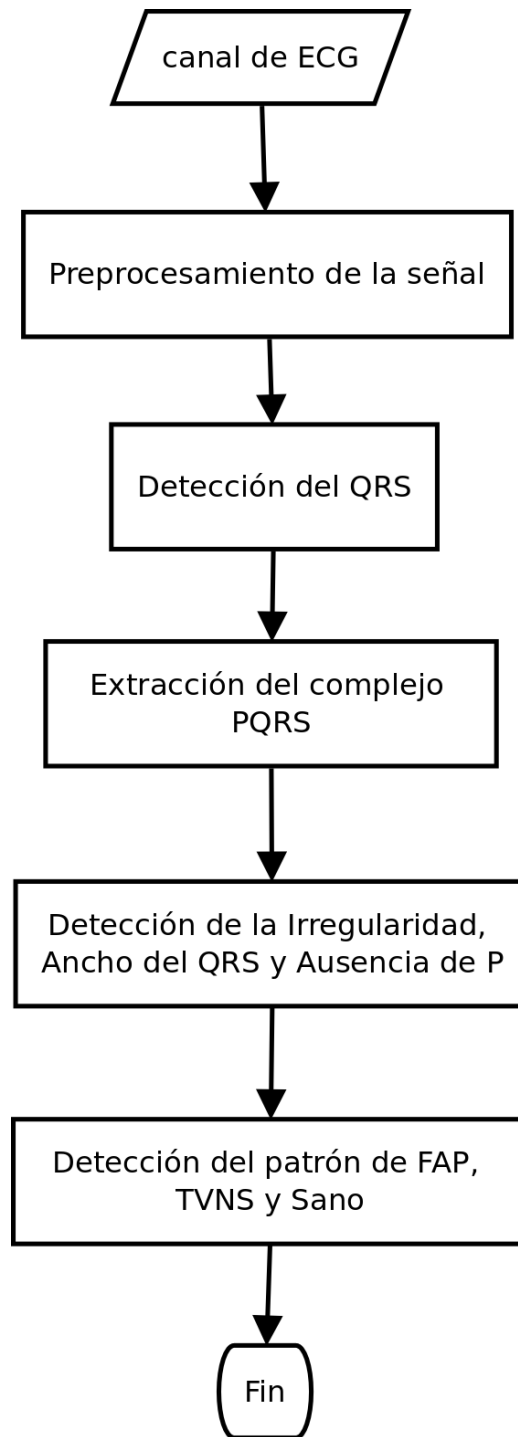 canal de ECG
Preprocesamiento de la señal
Detección del QRS
Extracción del complejo
PQRS
Detección de la Irregularidad,
Ancho del QRS y Ausencia de P
Detección del patrón de FAP,
TVNS y Sano
Fin